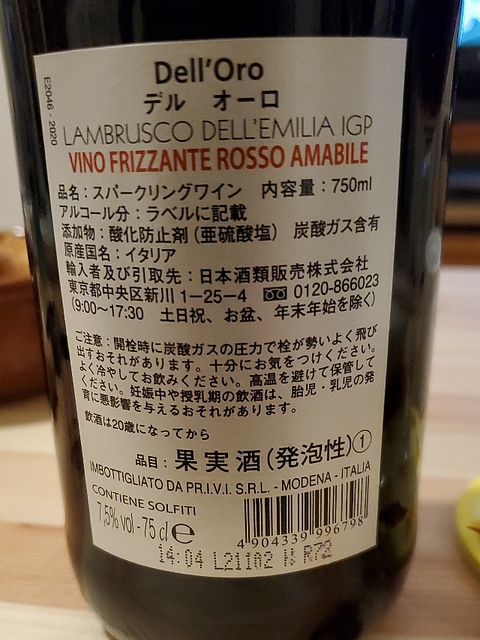 E2046 - 2020
Dell'Oro
デル オーロ
LAMBRUSCO DELL'EMILIA IGP
VINO FRIZZANTE ROSSO AMABILE
品名：スパークリングワイン 内容量：750ml
アルコール分：ラベルに記載
添加物：酸化防止剤（亜硫酸塩） 炭酸ガス含有
原産国名：イタリア
輸入者及び引取先：日本酒類販売株式会社
東京都中央区新川1-25-4 0120-866023
（9:00〜17:30 土日祝、お盆、年末年始を除く）
ご注意：開栓時に炭酸ガスの圧力で栓が勢いよく飛び
出すおそれがあります。十分にお気をつけください。
よく冷やしてお飲みください。高温を避けて保管して
ください。妊娠中や授乳期の飲酒は、胎児・乳児の発
育に悪影響を与えるおそれがあります。
飲酒は20歳になってから
品目：果実酒（発泡性）①
IMBOTTIGLIATO DA P.R.I.V.I. S.R.L. - MODENA - ITALIA
CONTIENE SOLFITI
7,5% vol - 75 cl e
4 904339 996798
14:04 L21162 N R72